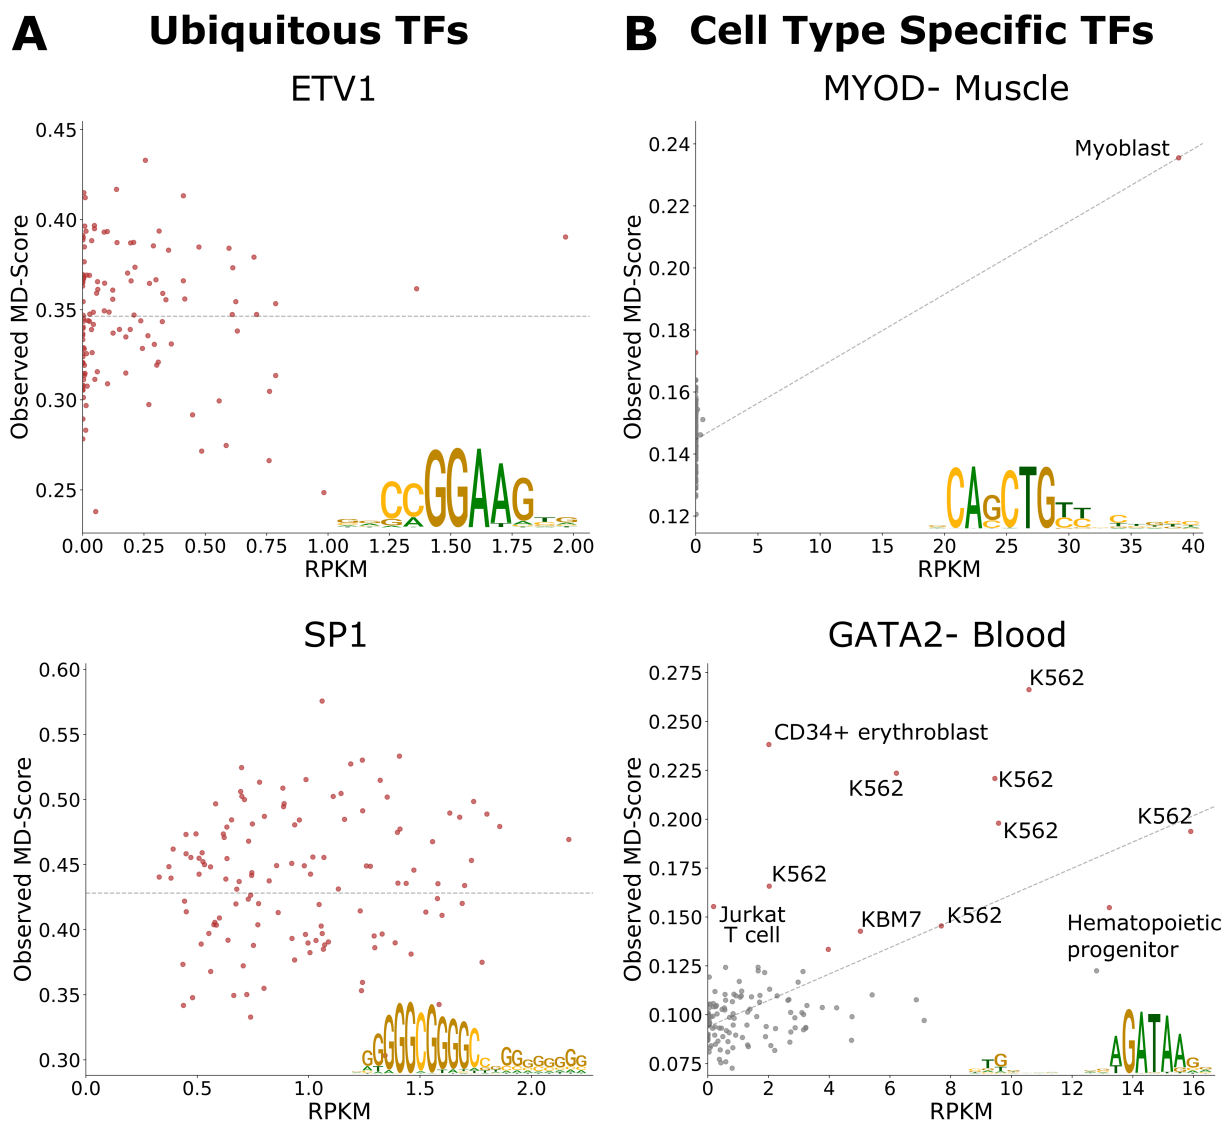 A Ubiquitous TFs
B Cell Type Specific TFs
ETV1
0.45
0.40
0.35
0.30
0.25
Observed MD-Score
CCGGAAG
0.00 0.25 0.50 0.75 1.00 1.25 1.50 1.75 2.00
RPKM
MYOD- Muscle
0.24
0.22
0.20
0.18
0.16
0.14
0.12
Observed MD-Score
Myoblast
CAGCTG
0 5 10 15 20 25 30 35 40
RPKM
SP1
0.60
0.55
0.50
0.45
0.40
0.35
0.30
Observed MD-Score
GGGGGCGGGGC
0.0 0.5 1.0 1.5 2.0
RPKM
GATA2- Blood
0.275
0.250
0.225
0.200
0.175
0.150
0.125
0.100
0.075
Observed MD-Score
K562
CD34+ erythroblast
K562
K562
K562
K562
K562
Jurkat
T cell
KBM7
K562
Hematopoietic
progenitor
AGATAA
0 2 4 6 8 10 12 14 16
RPKM